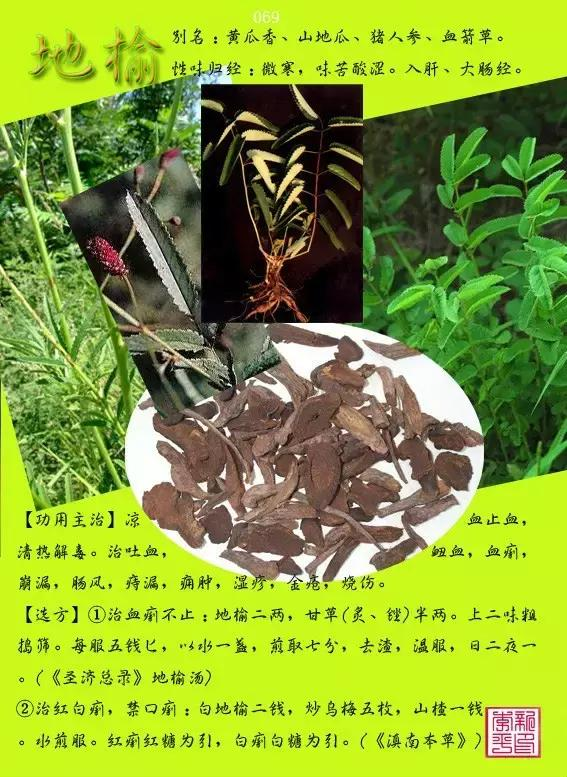 069
地榆
别名：黄瓜香、山地瓜、猪人参、血箭草。
性味归经：微寒，味苦酸涩。入肝、大肠经。
【功用主治】凉血止血，
清热解毒。治吐血，衄血，血痢，
崩漏，肠风，痔漏，痈肿，湿疹，金疮，烧伤。
【选方】①治血痢不止：地榆二两，甘草(炙、锉)半两。上二味粗
捣筛。每服五钱匕，以水一盏，煎取七分，去渣，温服，日二夜一
。(《圣济总录》地榆汤)
②治红白痢，禁口痢：白地榆二钱，炒乌梅五枚，山楂一钱
。水煎服。红痢红糖为引，白痢白糖为引。(《滇南本草》)